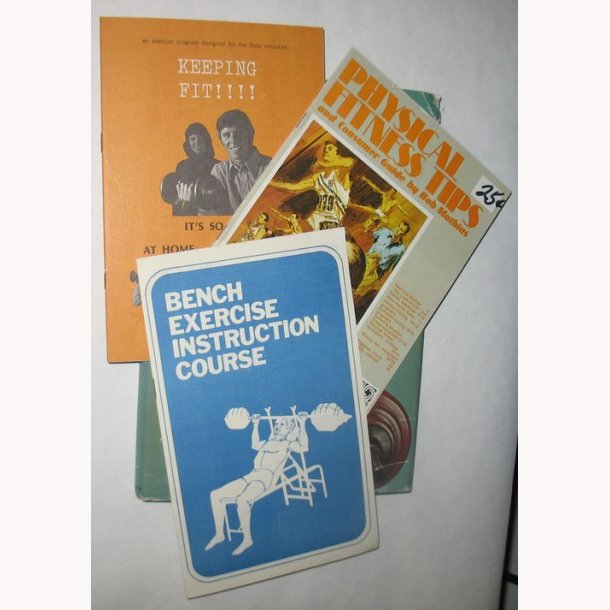 an exercise program designed for the busy executive
KEEPING
FIT!!!!
IT'S SO
AT HOME
PHYSICAL
FITNESS TIPS
and Consumer Guide by Bob Mathias
25¢
BENCH
EXERCISE
INSTRUCTION
COURSE